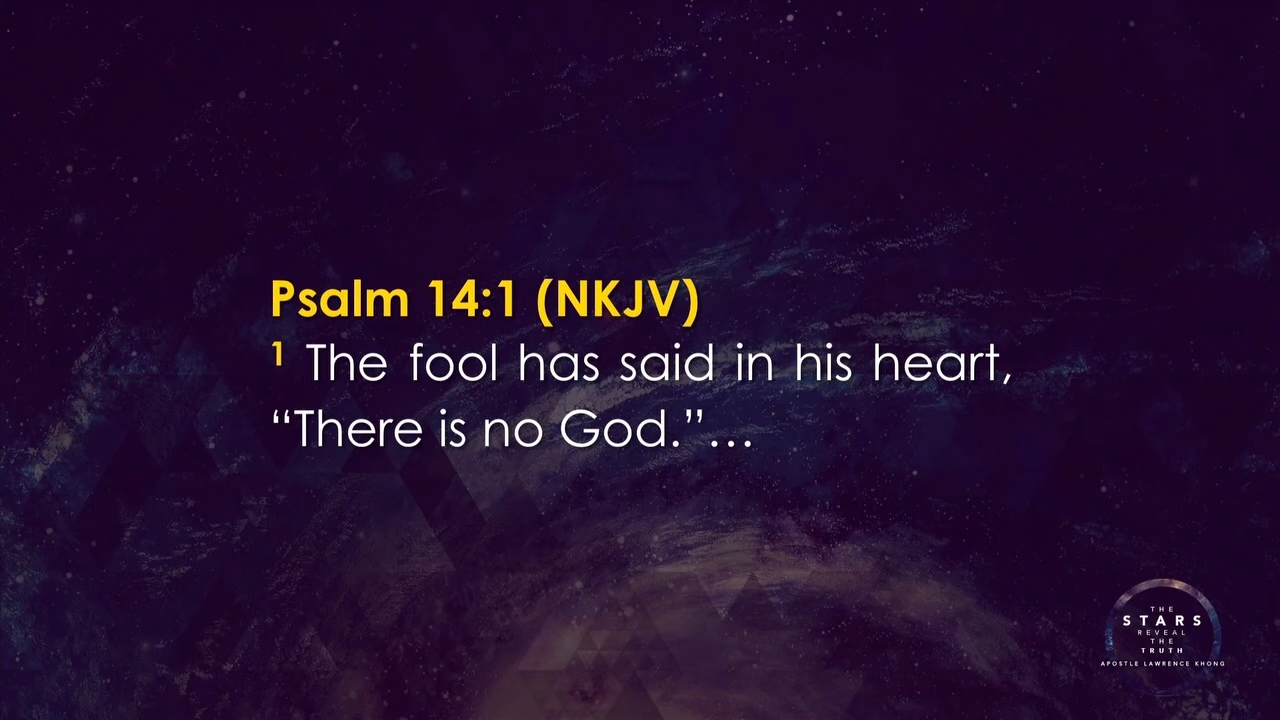 Psalm 14:1 (NKJV)
1 The fool has said in his heart,
“There is no God.”…
THE
STARS
REVEAL
THE
TRUTH
APOSTLE LAWRENCE KHONG